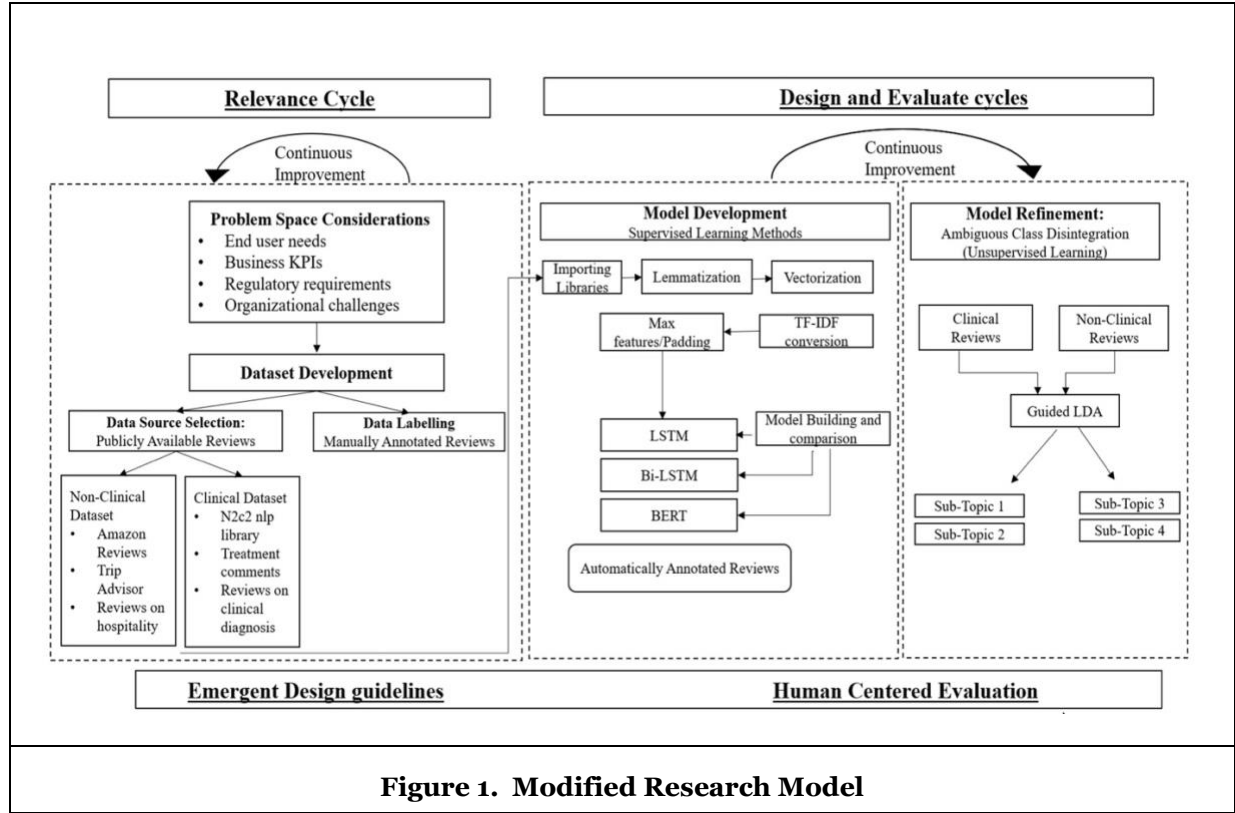 Relevance Cycle
Design and Evaluate cycles
Continuous
Improvement
Continuous
Improvement
Problem Space Considerations
• End user needs
• Business KPIs
• Regulatory requirements
• Organizational challenges
Dataset Development
Data Source Selection:
Publicly Available Reviews
Data Labelling
Manually Annotated Reviews
Non-Clinical
Dataset
• Amazon
Reviews
• Trip
Advisor
• Reviews on
hospitality
Clinical Dataset
• N2c2 nlp
library
• Treatment
comments
• Reviews on
clinical
diagnosis
Model Development
Supervised Learning Methods
Importing
Libraries
Lemmatization
Vectorization
Max
features/Padding
TF-IDF
conversion
LSTM
Model Building and
comparison
Bi-LSTM
BERT
Automatically Annotated Reviews
Model Refinement:
Ambiguous Class Disintegration
(Unsupervised Learning)
Clinical
Reviews
Non-Clinical
Reviews
Guided LDA
Sub-Topic 1
Sub-Topic 2
Sub-Topic 3
Sub-Topic 4
Emergent Design guidelines
Human Centered Evaluation
Figure 1. Modified Research Model